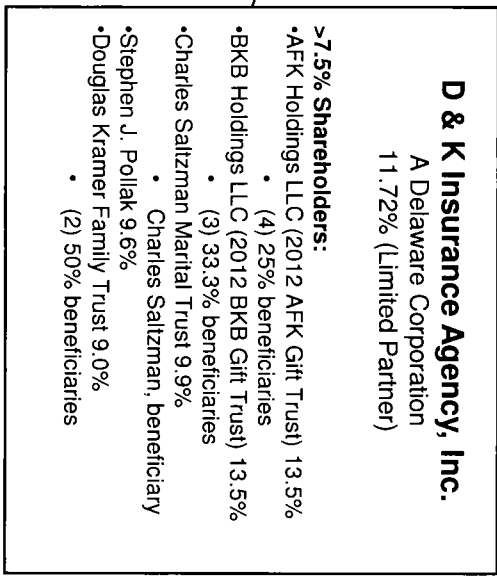 D & K Insurance Agency, Inc.
A Delaware Corporation
11.72% (Limited Partner)
>7.5% Shareholders:
•AFK Holdings LLC (2012 AFK Gift Trust) 13.5%
• (4) 25% beneficiaries
•BKB Holdings LLC (2012 BKB Gift Trust) 13.5%
• (3) 33.3% beneficiaries
•Charles Saltzman Marital Trust 9.9%
• Charles Saltzman, beneficiary
•Stephen J. Pollak 9.6%
•Douglas Kramer Family Trust 9.0%
• (2) 50% beneficiaries